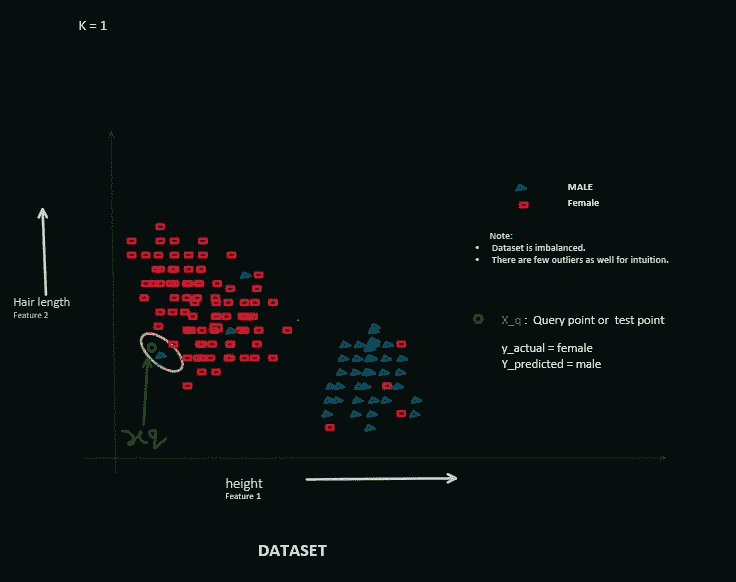 K = 1
MALE
Female
Note:
• Dataset is imbalanced.
• There are few outliers as well for intuition.
Hair length
Feature 2
X_q : Query point or test point
y_actual = female
Y_predicted = male
xq
height
Feature 1
DATASET